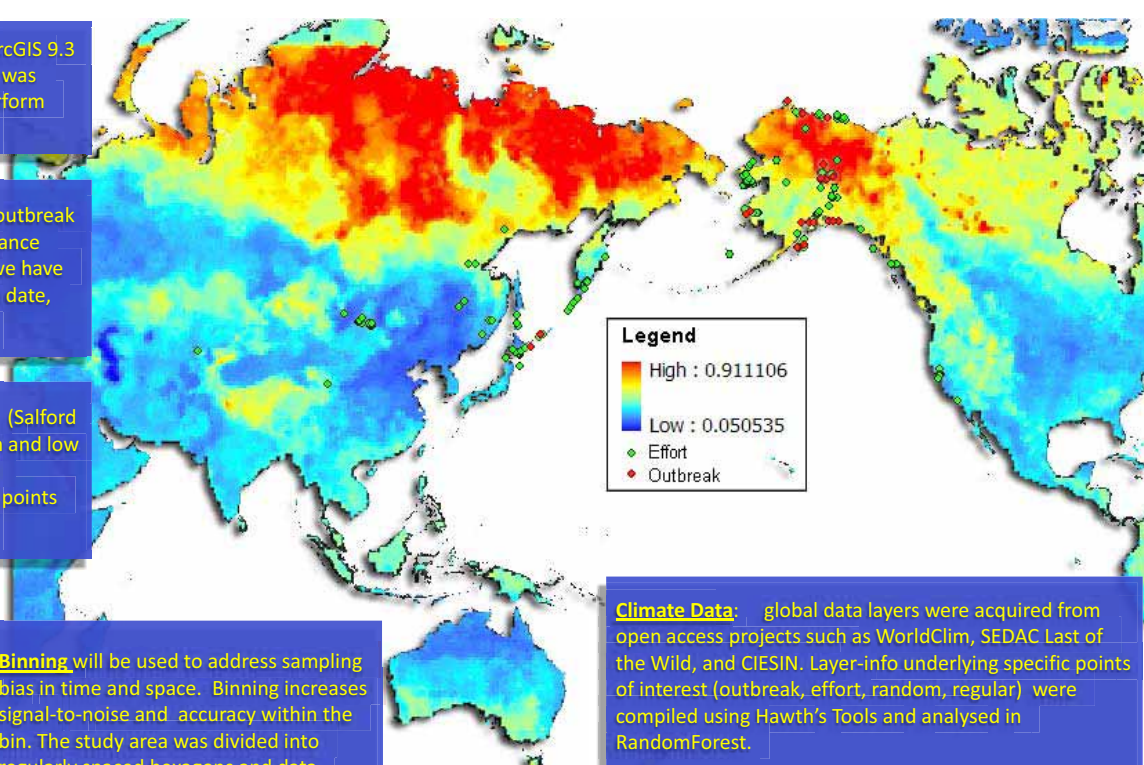 rcGIS 9.3
was
form
outbreak
ance
we have
date,
(Salford
and low
points
Legend
High : 0.911106
Low : 0.050535
Effort
Outbreak
Binning will be used to address sampling
bias in time and space. Binning increases
signal-to-noise and accuracy within the
bin. The study area was divided into
Climate Data: global data layers were acquired from
open access projects such as WorldClim, SEDAC Last of
the Wild, and CIESIN. Layer-info underlying specific points
of interest (outbreak, effort, random, regular) were
compiled using Hawth's Tools and analysed in
RandomForest.